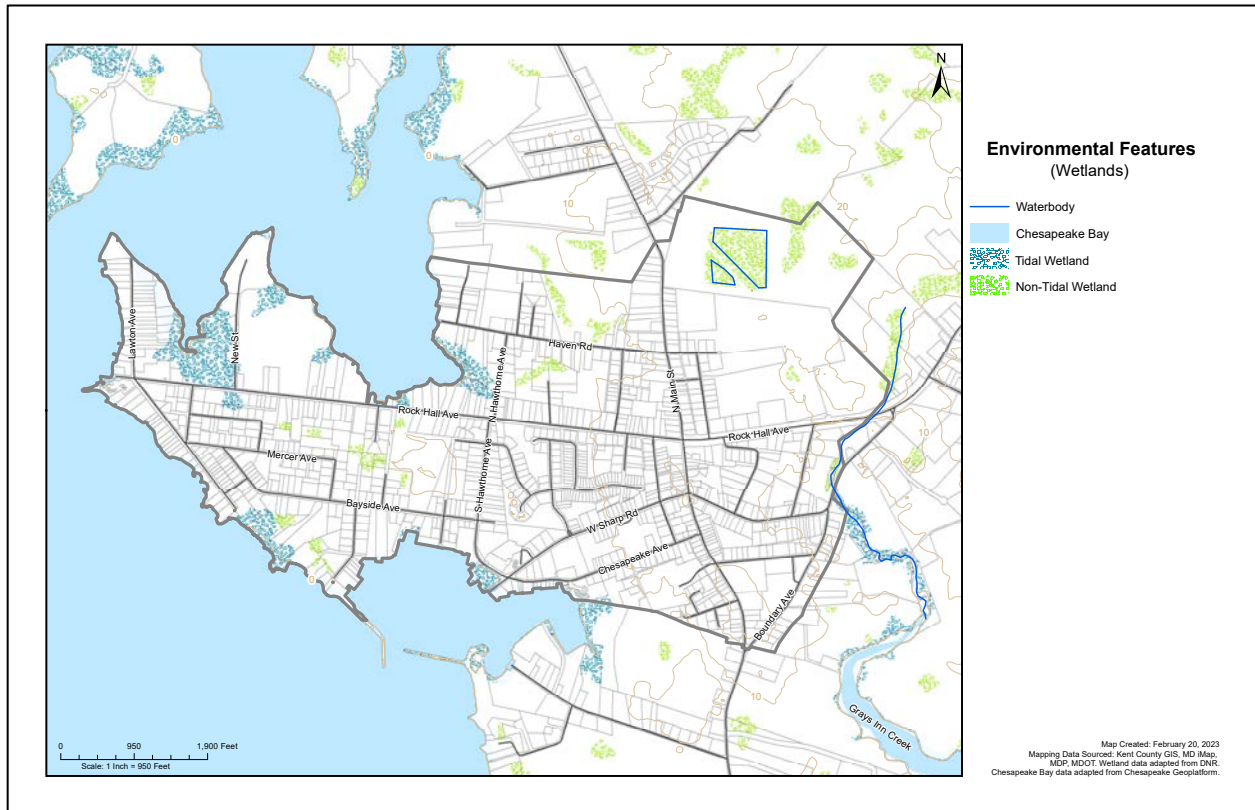 N
0
0
10
20
Environmental Features
(Wetlands)
Waterbody
Chesapeake Bay
Tidal Wetland
Non-Tidal Wetland
Lawton Ave
New St
Haven Rd
N Hawthorne Ave
N Main St
Rock Hall Ave
Rock Hall Ave
10
Mercer Ave
S Hawthorne Ave
Bayside Ave
W Sharp Rd
Chesapeake Ave
0
Boundary Ave
10
Grays Inn Creek
0 950 1,900 Feet
Scale: 1 Inch = 950 Feet
Map Created: February 20, 2023
Mapping Data Sourced: Kent County GIS, MD iMap,
MDP, MDOT. Wetland data adapted from DNR.
Chesapeake Bay data adapted from Chesapeake Geoplatform.